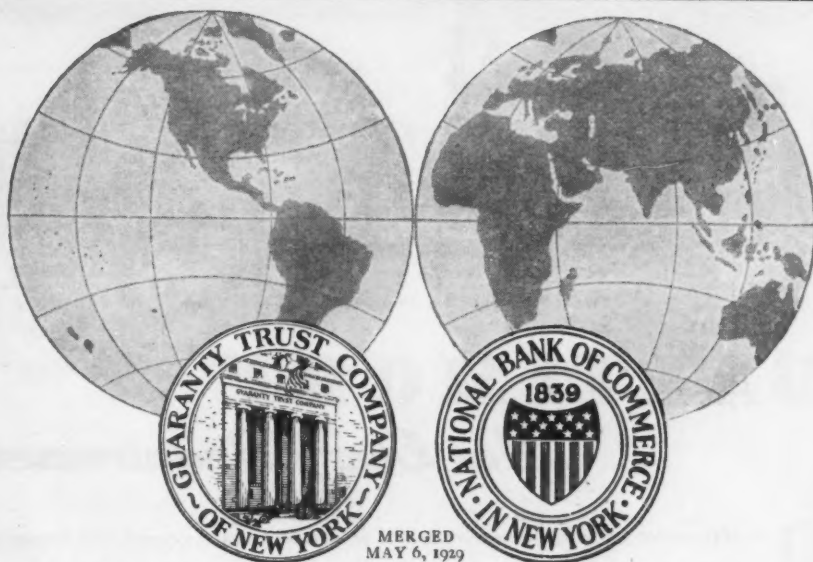 GUARANTY TRUST COMPANY
OF NEW YORK
GUARANTY TRUST COMPANY
NATIONAL BANK OF COMMERCE
IN NEW YORK
1839
MERGED
MAY 6, 1929